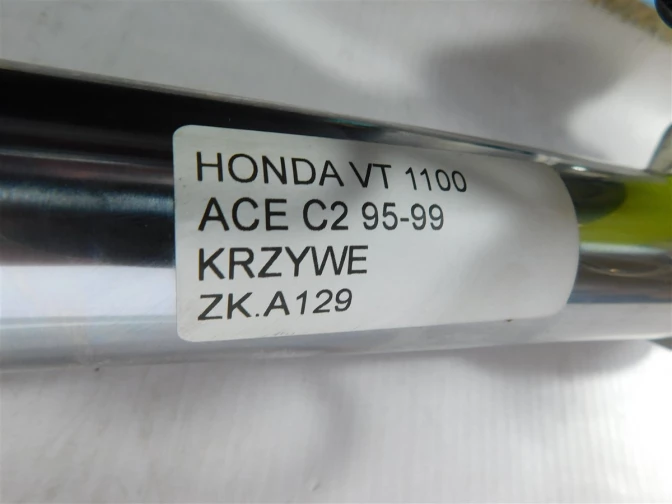 HONDA VT 1100
ACE C2 95-99
KRZYWE
ZK.A129